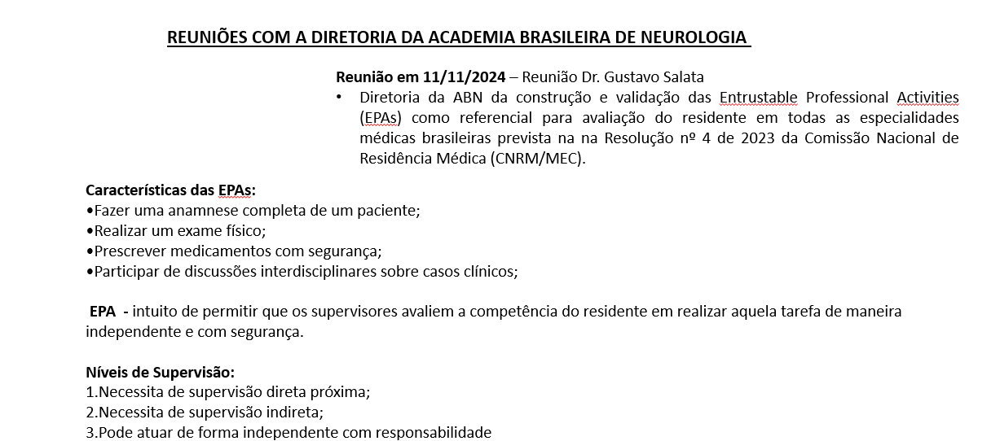 REUNIÕES COM A DIRETORIA DA ACADEMIA BRASILEIRA DE NEUROLOGIA
Reunião em 11/11/2024 – Reunião Dr. Gustavo Salata
• Diretoria da ABN da construção e validação das Entrustable Professional Activities
(EPAs) como referencial para avaliação do residente em todas as especialidades
médicas brasileiras prevista na na Resolução nº 4 de 2023 da Comissão Nacional de
Residência Médica (CNRM/MEC).
Características das EPAs:
•Fazer uma anamnese completa de um paciente;
•Realizar um exame físico;
•Prescrever medicamentos com segurança;
•Participar de discussões interdisciplinares sobre casos clínicos;
EPA - intuito de permitir que os supervisores avaliem a competência do residente em realizar aquela tarefa de maneira
independente e com segurança.
Níveis de Supervisão:
1.Necessita de supervisão direta próxima;
2.Necessita de supervisão indireta;
3.Pode atuar de forma independente com responsabilidade